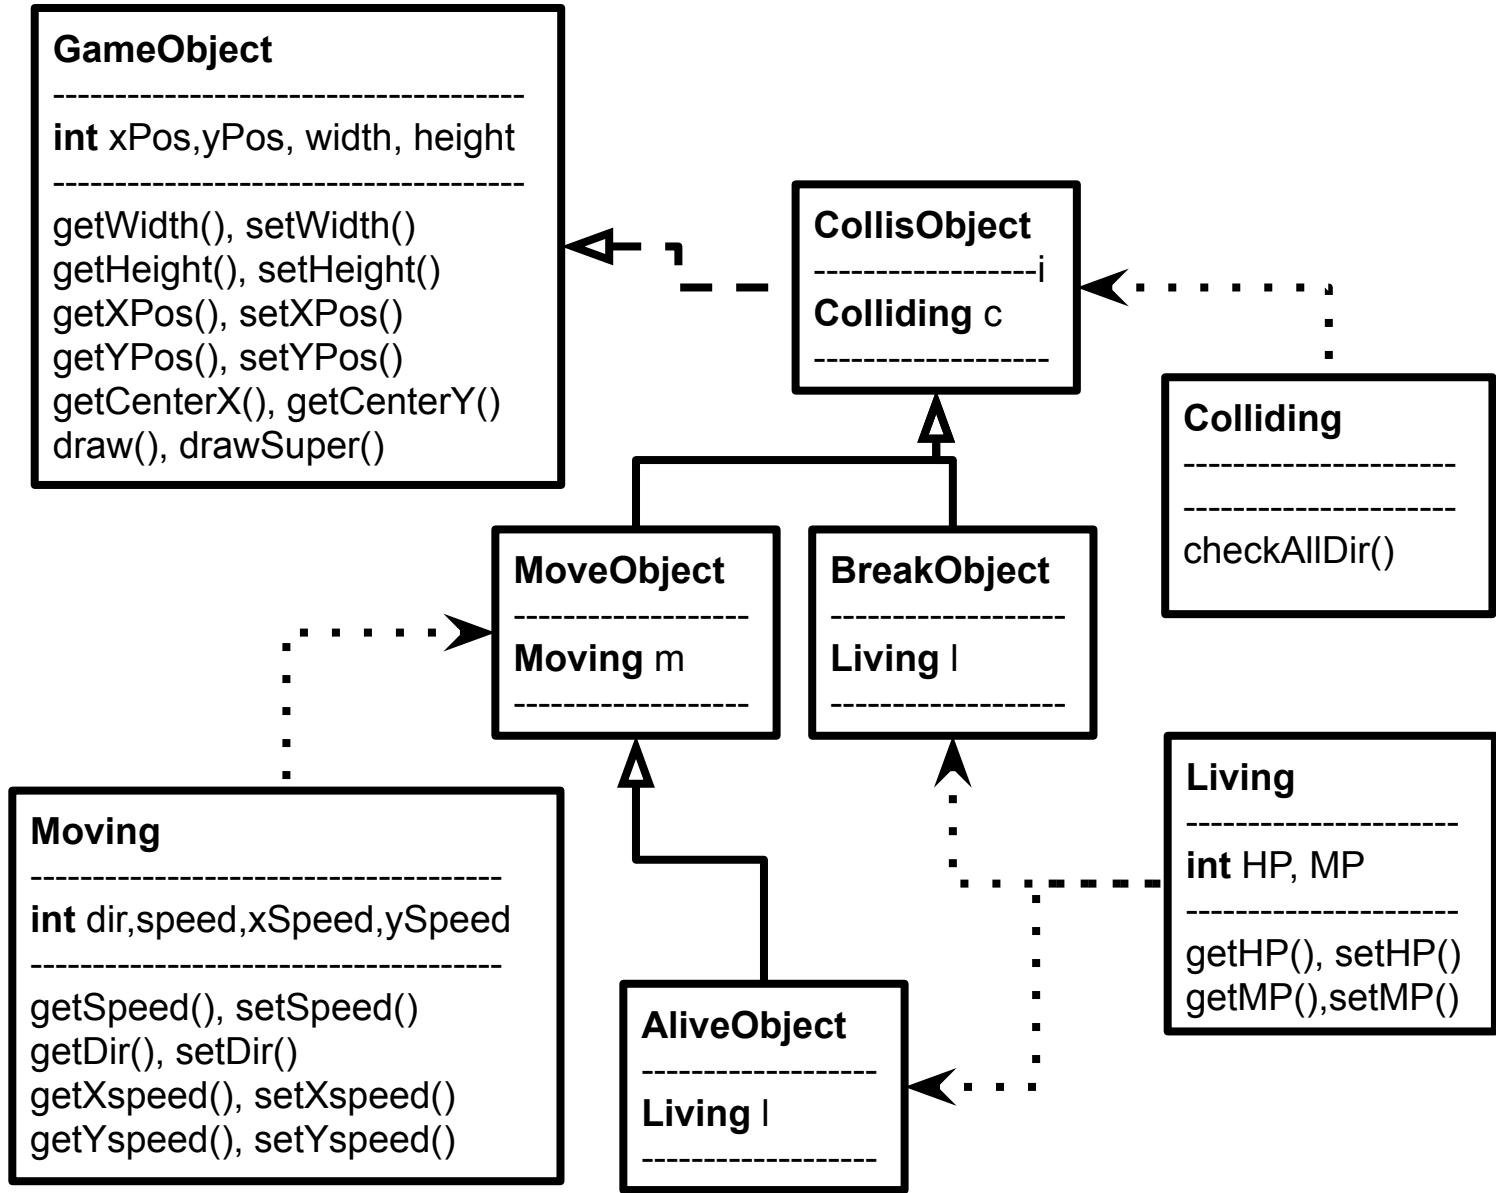 GameObject
--------------------------------------
int xPos,yPos, width, height
--------------------------------------
getWidth(), setWidth()
getHeight(), setHeight()
getXPos(), setXPos()
getYPos(), setYPos()
getCenterX(), getCenterY()
draw(), drawSuper()
CollisObject
------------------i
Colliding c
-------------------
Colliding
----------------------
----------------------
checkAllDir()
MoveObject
-------------------
Moving m
-------------------
BreakObject
-------------------
Living l
-------------------
Living
----------------------
int HP, MP
----------------------
getHP(), setHP()
getMP(),setMP()
Moving
--------------------------------------
int dir,speed,xSpeed,ySpeed
--------------------------------------
getSpeed(), setSpeed()
getDir(), setDir()
getXspeed(), setXspeed()
getYspeed(), setYspeed()
AliveObject
-------------------
Living l
-------------------